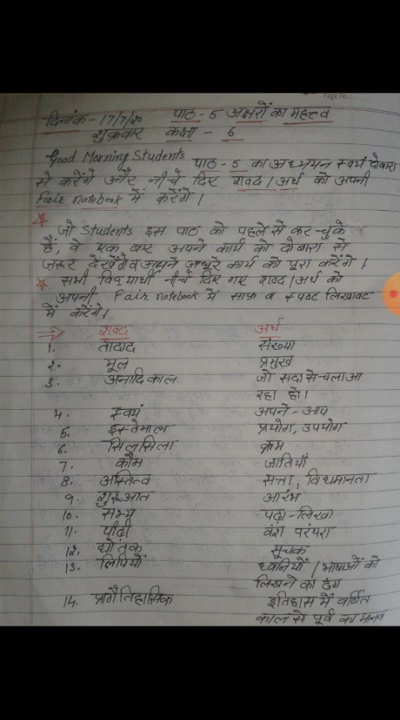 दिनांक - 17/7/20 पाठ - 5 अक्षरों का महत्व
शुक्रवार कक्षा - 6
Good Morning Students पाठ - 5 का अध्ययन स्वयं दोबारा
से करेंगे और नीचे दिए शब्द / अर्थ को अपनी
Fair notebook में करेंगे।
जो Students इस पाठ को पहले से कर चुके
हैं, वे एक बार अपने कार्य को दोबारा से
जरूर देखेंगे व अपने अधूरे कार्य को पूरा करेंगे।
सभी विद्यार्थी नीचे दिए गए शब्द / अर्थ को
अपनी Fair notebook में साफ व स्पष्ट लिखावट
में करेंगे।
शब्द अर्थ
1. तादाद संख्या
2. मूल प्रमुख
3. अनादि काल जो सदा से चला आ
रहा हो।
4. स्वयं अपने - आप
5. इस्तेमाल प्रयोग, उपयोग
6. सिलसिला क्रम
7. कौम जातियाँ
8. अस्तित्व सत्ता, विद्यमानता
9. शुरुआत आरंभ
10. सभ्य पढ़ा - लिखा
11. पीढ़ी वंश परंपरा
12. द्योतक सूचक
13. लिपियों ध्वनियों / भाषाओं को
लिखने का ढंग
14. प्रागैतिहासिक इतिहास में वर्णित
काल से पूर्व का मानव